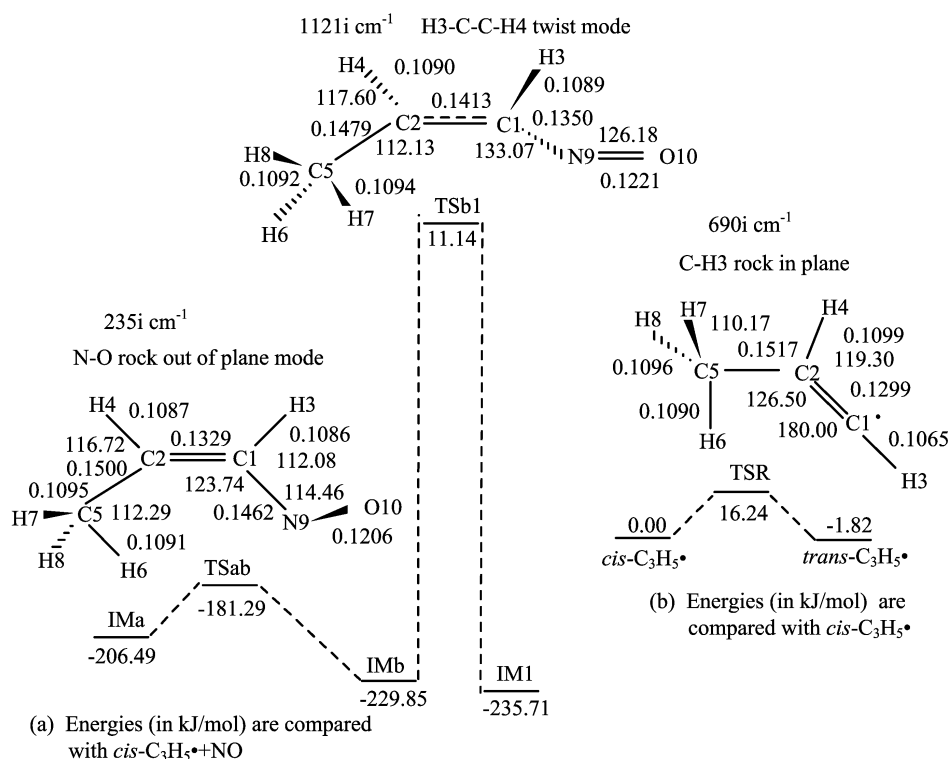 1121i cm⁻¹ H3-C-C-H4 twist mode
H4 0.1090 H3
0.1089
117.60 0.1413
0.1479 C2 C1 0.1350 126.18
112.13 133.07 N9 O10
H8 0.1221
0.1092 C5 0.1094
H7
H6
TSb1
11.14
690i cm⁻¹
C-H3 rock in plane
H7 H4
H8 110.17 0.1099
0.1517 119.30
0.1096 C5 C2
0.1299
0.1090 126.50
C1•
H6 180.00 0.1065
H3
TSR
16.24
0.00 -1.82
cis-C₃H₅• trans-C₃H₅•
(b) Energies (in kJ/mol) are
compared with cis-C₃H₅•
235i cm⁻¹
N-O rock out of plane mode
H4 0.1087 H3
0.1086
116.72 0.1329
0.1500 C2 C1 112.08
0.1095 123.74 114.46 O10
H7 C5 112.29 0.1462 N9 0.1206
H8 0.1091
H6
TSab
-181.29
IMa
-206.49
IMb
-229.85
IM1
-235.71
(a) Energies (in kJ/mol) are compared
with cis-C₃H₅•+NO